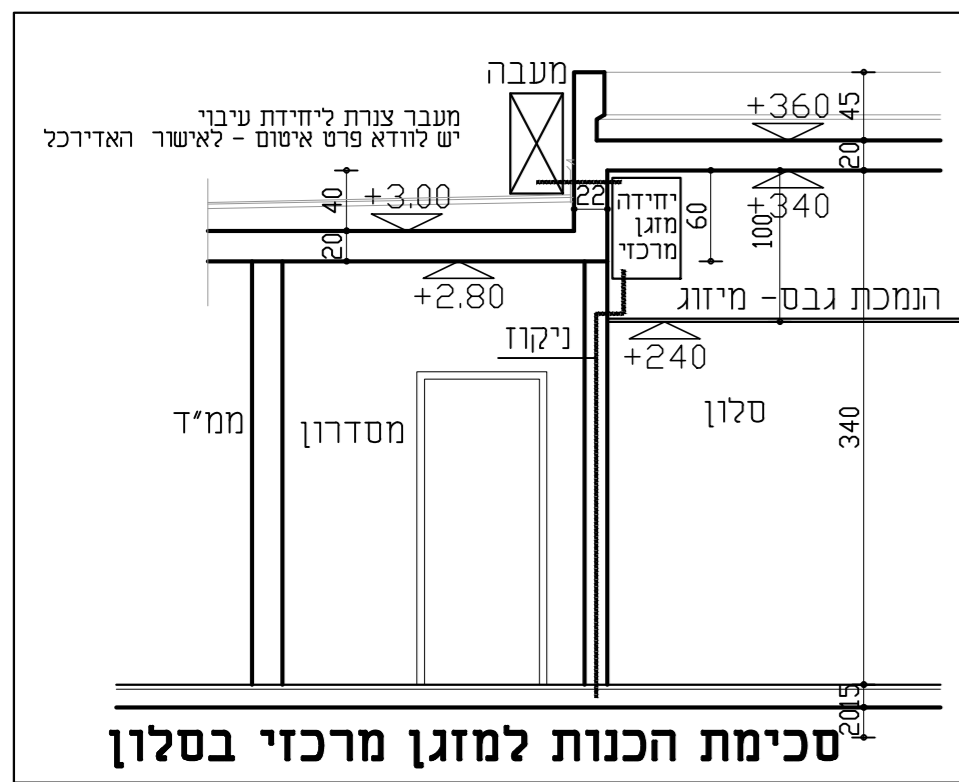 מעבה
מעבר צנרת ליחידת עיבוי
יש לוודא פרט איטום - לאישור האדירכל
+360
45
20
+3.00
40
20
22
יחידה
מזגן
מרכזי
60
100
+340
+2.80
הנמכת גבס- מיזוג
ניקוז
+240
ממ"ד
מסדרון
סלון
340
15
20
סכימת הכנות למזגן מרכזי בסלון